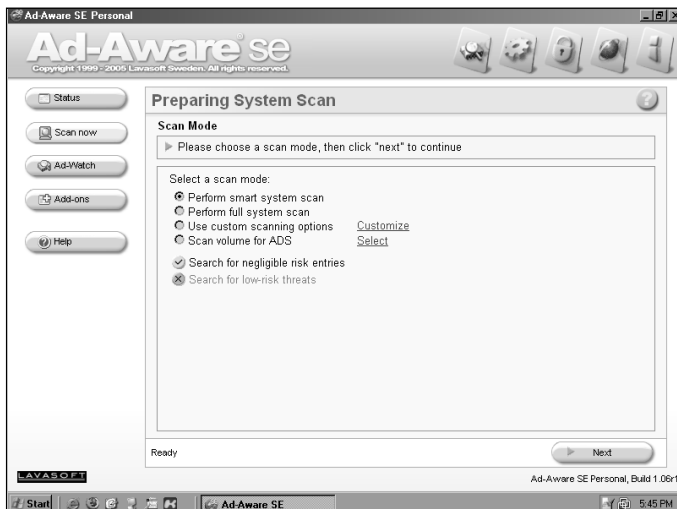 Ad-Aware SE Personal
Ad-Aware SE
Copyright 1999 - 2005 Lavasoft Sweden. All rights reserved.
Status
Scan now
Ad-Watch
Add-ons
Help
Preparing System Scan
Scan Mode
Please choose a scan mode, then click "next" to continue
Select a scan mode:
Perform smart system scan
Perform full system scan
Use custom scanning options Customize
Scan volume for ADS Select
Search for negligible risk entries
Search for low-risk threats
Ready
Next
LAVASOFT
Ad-Aware SE Personal, Build 1.06r1
Start
Ad-Aware SE
5:45 PM